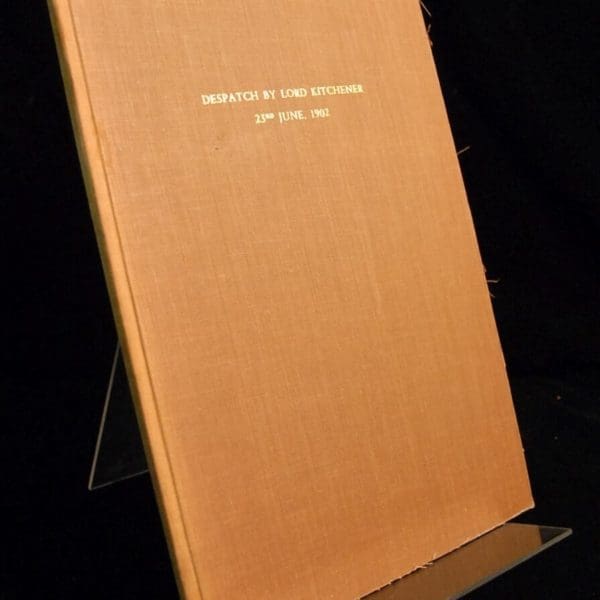 DESPATCH BY LORD KITCHENER
23RD JUNE, 1902